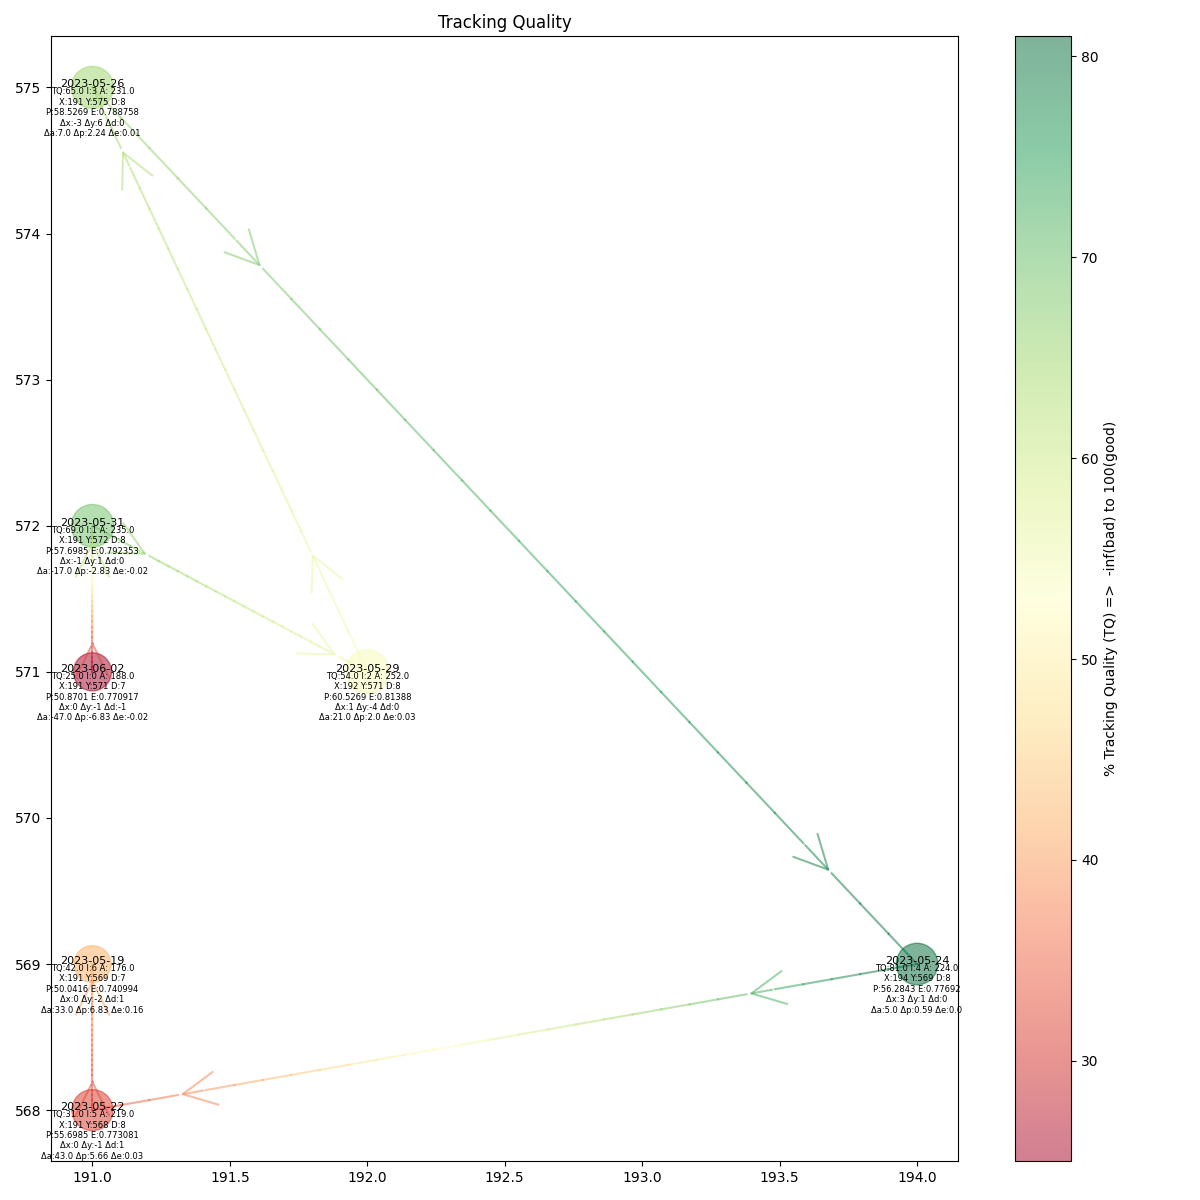 Tracking Quality
575
574
573
572
571
570
569
568
2023-05-26
TQ:65.0 I:3 A: 231.0
X:191 Y:575 D:8
P:58.5269 E:0.788758
Δx:-3 Δy:6 Δd:0
Δa:7.0 Δp:2.24 Δe:0.01
2023-05-31
TQ:69.0 I:1 A: 235.0
X:191 Y:572 D:8
P:57.6985 E:0.792353
Δx:-1 Δy:1 Δd:0
Δa:-17.0 Δp:-2.83 Δe:-0.02
2023-06-02
TQ:25.0 I:0 A: 188.0
X:191 Y:571 D:7
P:50.8701 E:0.770917
Δx:0 Δy:-1 Δd:-1
Δa:-47.0 Δp:-6.83 Δe:-0.02
2023-05-29
TQ:54.0 I:2 A: 252.0
X:192 Y:571 D:8
P:60.5269 E:0.81388
Δx:1 Δy:-4 Δd:0
Δa:21.0 Δp:2.0 Δe:0.03
2023-05-19
TQ:42.0 I:6 A: 176.0
X:191 Y:569 D:7
P:50.0416 E:0.740994
Δx:0 Δy:-2 Δd:1
Δa:33.0 Δp:6.83 Δe:0.16
2023-05-24
TQ:81.0 I:4 A: 224.0
X:194 Y:569 D:8
P:56.2843 E:0.77692
Δx:3 Δy:1 Δd:0
Δa:5.0 Δp:0.59 Δe:0.0
2023-05-22
TQ:31.0 I:5 A: 219.0
X:191 Y:568 D:8
P:55.6985 E:0.773081
Δx:0 Δy:-1 Δd:1
Δa:43.0 Δp:5.66 Δe:0.03
191.0
191.5
192.0
192.5
193.0
193.5
194.0
80
70
60
50
40
30
% Tracking Quality (TQ) => -inf(bad) to 100(good)